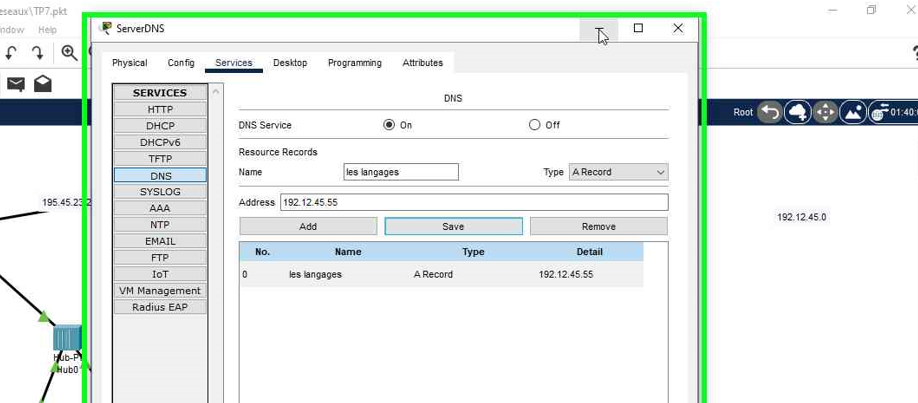 eseaux\TP7.pkt
ServerDNS
ndow Help
Physical Config Services Desktop Programming Attributes
SERVICES
HTTP
DHCP
DHCPv6
TFTP
DNS
SYSLOG
AAA
NTP
EMAIL
FTP
IoT
VM Management
Radius EAP
DNS
DNS Service On Off
Resource Records
Name les langages Type A Record
Address 192.12.45.55
Add Save Remove
No. Name Type Detail
0 les langages A Record 192.12.45.55
Root 01:40:
195.45.23.2
192.12.45.0
Hub-P
Hub0